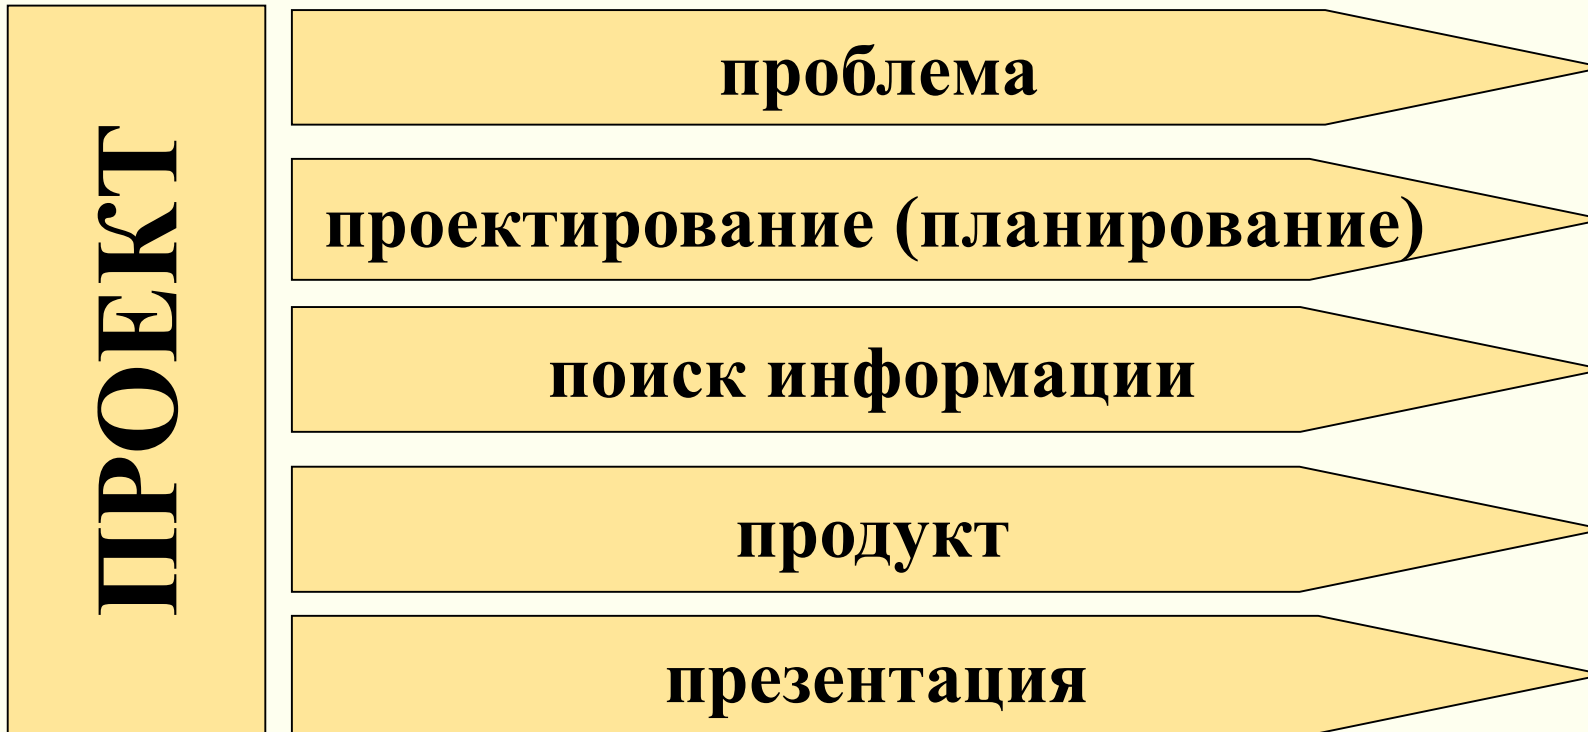 ПРОЕКТ
проблема
проектирование (планирование)
поиск информации
продукт
презентация